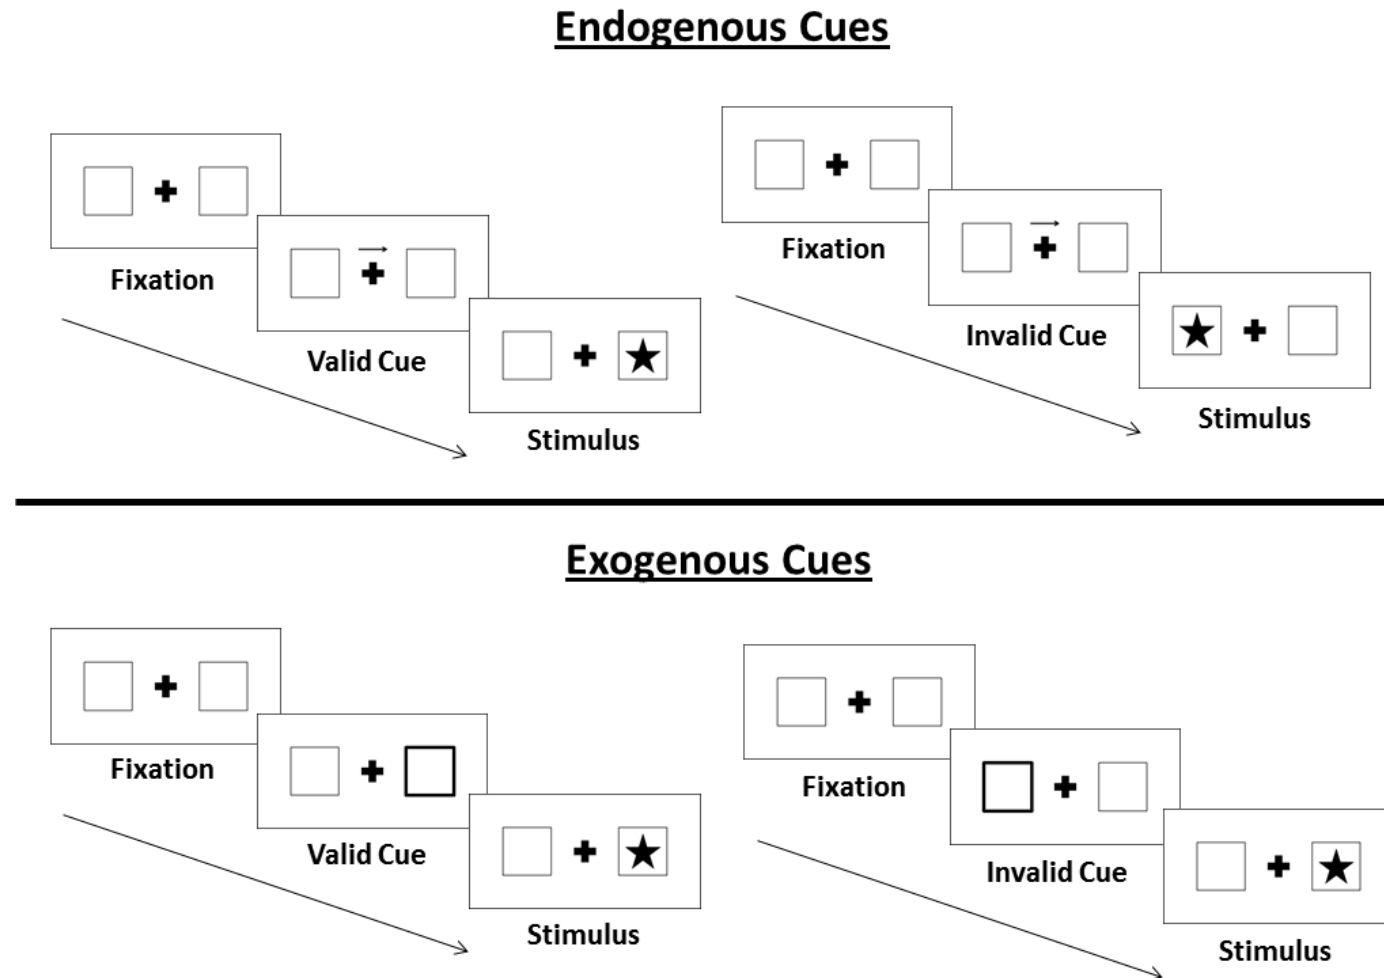 Endogenous Cues
Fixation
Valid Cue
Stimulus
Fixation
Invalid Cue
Stimulus
Exogenous Cues
Fixation
Valid Cue
Stimulus
Fixation
Invalid Cue
Stimulus